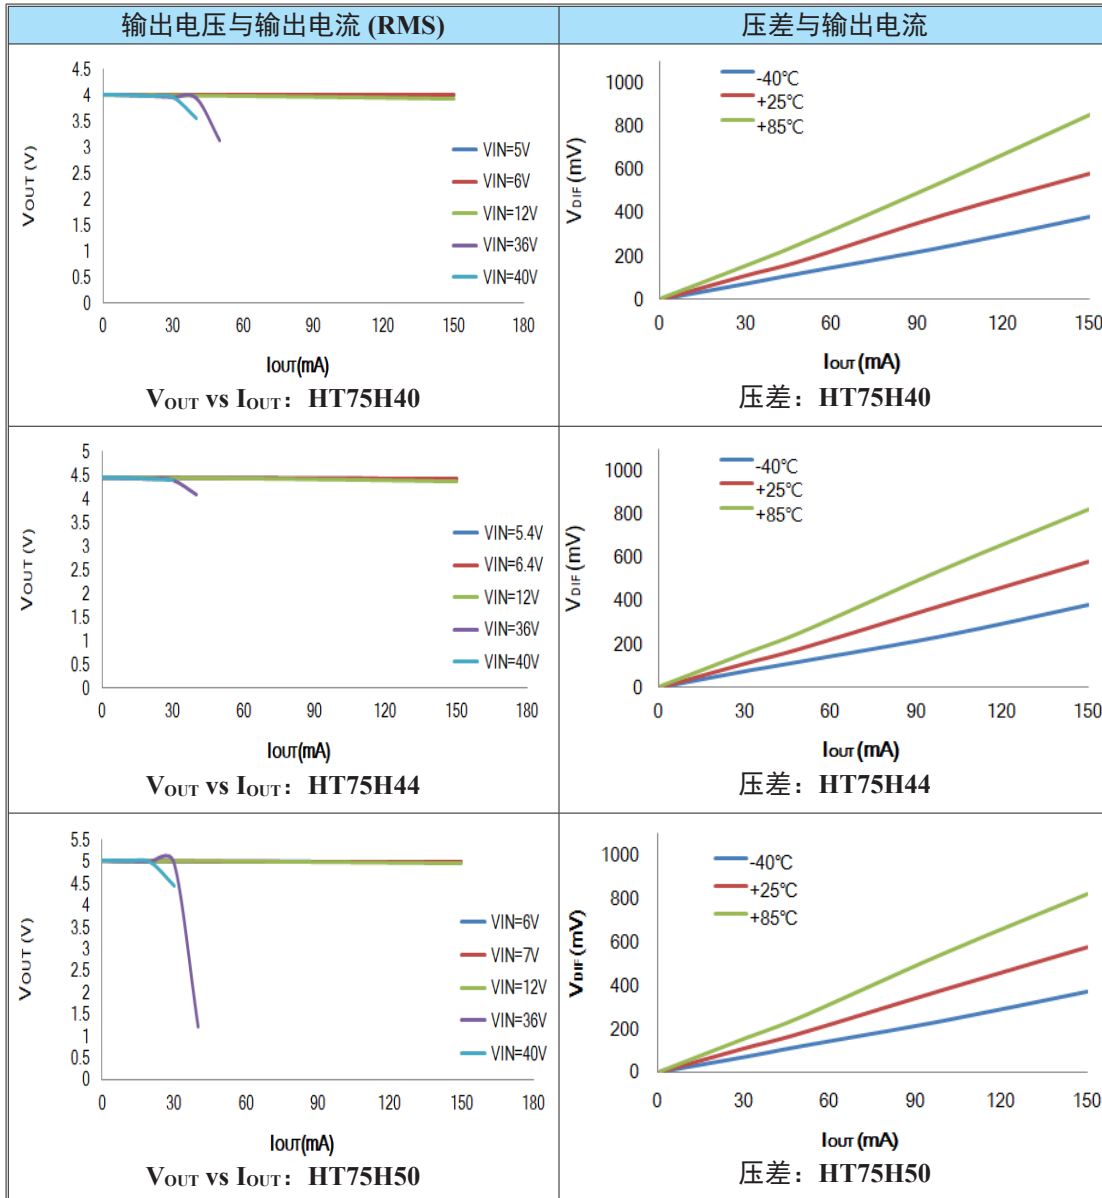 输出电压与输出电流 (RMS)
压差与输出电流
4.5
4
3.5
3
2.5
2
1.5
1
0.5
0
VOUT (V)
VIN=5V
VIN=6V
VIN=12V
VIN=36V
VIN=40V
0 30 60 90 120 150 180
IOUT(mA)
VOUT vs IOUT：HT75H40
1000
800
600
400
200
0
VDIF (mV)
-40℃
+25℃
+85℃
0 30 60 90 120 150
IOUT (mA)
压差：HT75H40
5
4.5
4
3.5
3
2.5
2
1.5
1
0.5
0
VOUT (V)
VIN=5.4V
VIN=6.4V
VIN=12V
VIN=36V
VIN=40V
0 30 60 90 120 150 180
IOUT(mA)
VOUT vs IOUT：HT75H44
1000
800
600
400
200
0
VDIF (mV)
-40℃
+25℃
+85℃
0 30 60 90 120 150
IOUT (mA)
压差：HT75H44
5.5
5
4.5
4
3.5
3
2.5
2
1.5
1
0.5
0
VOUT (V)
VIN=6V
VIN=7V
VIN=12V
VIN=36V
VIN=40V
0 30 60 90 120 150 180
IOUT(mA)
VOUT vs IOUT：HT75H50
1000
800
600
400
200
0
VDIF (mV)
-40℃
+25℃
+85℃
0 30 60 90 120 150
IOUT (mA)
压差：HT75H50